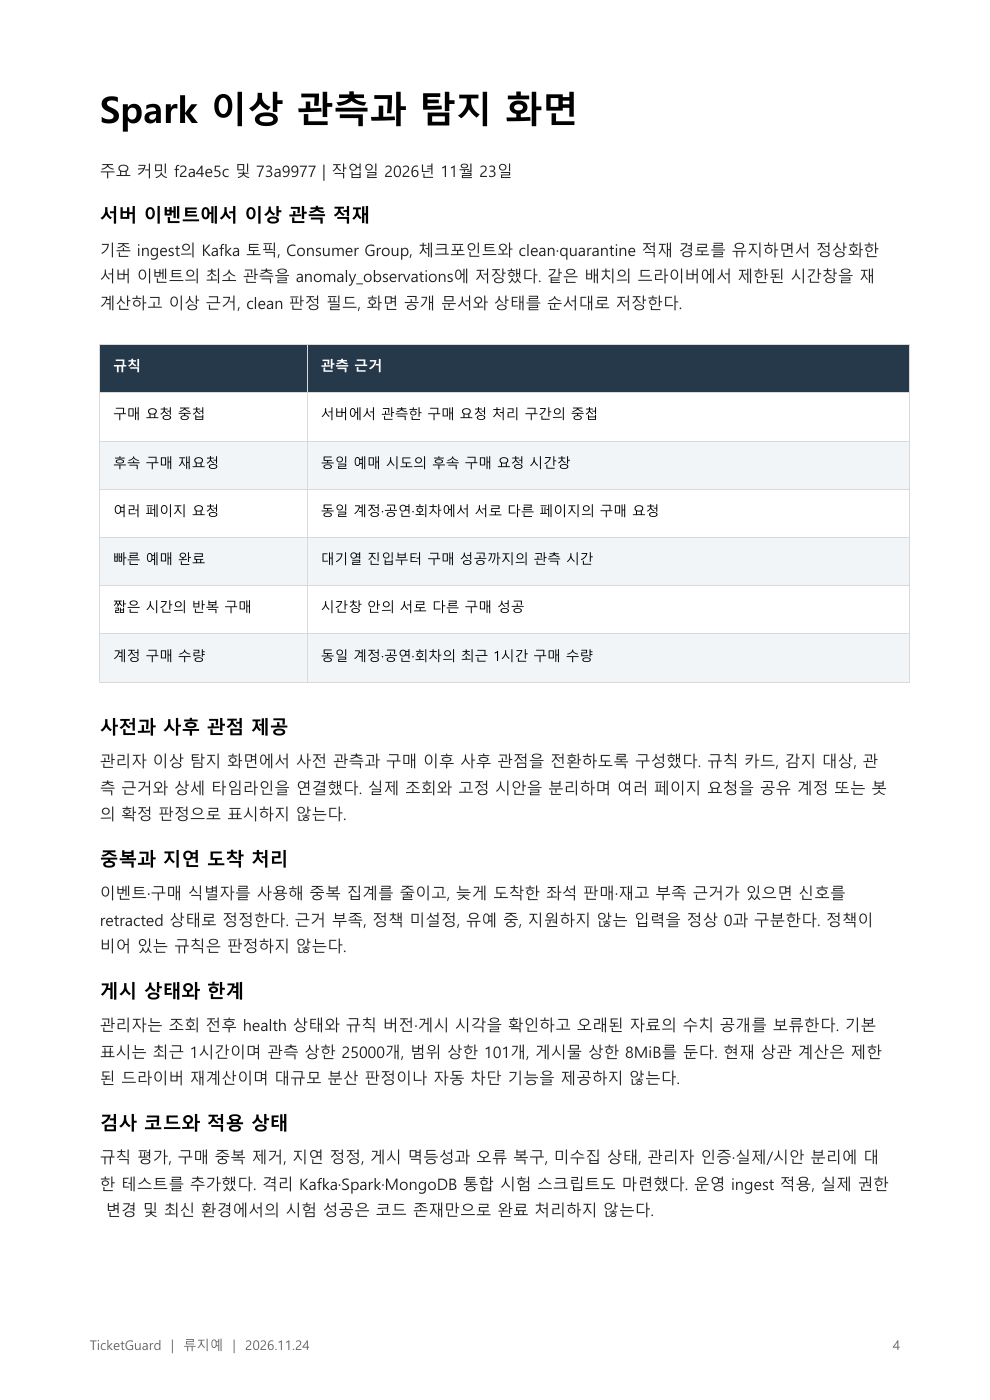 Spark 이상 관측과 탐지 화면
주요 커밋 f2a4e5c 및 73a9977 | 작업일 2026년 11월 23일
서버 이벤트에서 이상 관측 적재
기존 ingest의 Kafka 토픽, Consumer Group, 체크포인트와 clean·quarantine 적재 경로를 유지하면서 정상화한
서버 이벤트의 최소 관측을 anomaly_observations에 저장했다. 같은 배치의 드라이버에서 제한된 시간창을 재
계산하고 이상 근거, clean 판정 필드, 화면 공개 문서와 상태를 순서대로 저장한다.
규칙 관측 근거
구매 요청 중첩 서버에서 관측한 구매 요청 처리 구간의 중첩
후속 구매 재요청 동일 예매 시도의 후속 구매 요청 시간창
여러 페이지 요청 동일 계정·공연·회차에서 서로 다른 페이지의 구매 요청
빠른 예매 완료 대기열 진입부터 구매 성공까지의 관측 시간
짧은 시간의 반복 구매 시간창 안의 서로 다른 구매 성공
계정 구매 수량 동일 계정·공연·회차의 최근 1시간 구매 수량
사전과 사후 관점 제공
관리자 이상 탐지 화면에서 사전 관측과 구매 이후 사후 관점을 전환하도록 구성했다. 규칙 카드, 감지 대상, 관
측 근거와 상세 타임라인을 연결했다. 실제 조회와 고정 시안을 분리하며 여러 페이지 요청을 공유 계정 또는 봇
의 확정 판정으로 표시하지 않는다.
중복과 지연 도착 처리
이벤트·구매 식별자를 사용해 중복 집계를 줄이고, 늦게 도착한 좌석 판매·재고 부족 근거가 있으면 신호를
retracted 상태로 정정한다. 근거 부족, 정책 미설정, 유예 중, 지원하지 않는 입력을 정상 0과 구분한다. 정책이
비어 있는 규칙은 판정하지 않는다.
게시 상태와 한계
관리자는 조회 전후 health 상태와 규칙 버전·게시 시각을 확인하고 오래된 자료의 수치 공개를 보류한다. 기본
표시는 최근 1시간이며 관측 상한 25000개, 범위 상한 101개, 게시물 상한 8MiB를 둔다. 현재 상관 계산은 제한
된 드라이버 재계산이며 대규모 분산 판정이나 자동 차단 기능을 제공하지 않는다.
검사 코드와 적용 상태
규칙 평가, 구매 중복 제거, 지연 정정, 게시 멱등성과 오류 복구, 미수집 상태, 관리자 인증·실제/시안 분리에 대
한 테스트를 추가했다. 격리 Kafka·Spark·MongoDB 통합 시험 스크립트도 마련했다. 운영 ingest 적용, 실제 권한
변경 및 최신 환경에서의 시험 성공은 코드 존재만으로 완료 처리하지 않는다.
TicketGuard | 류지예 | 2026.11.24 4